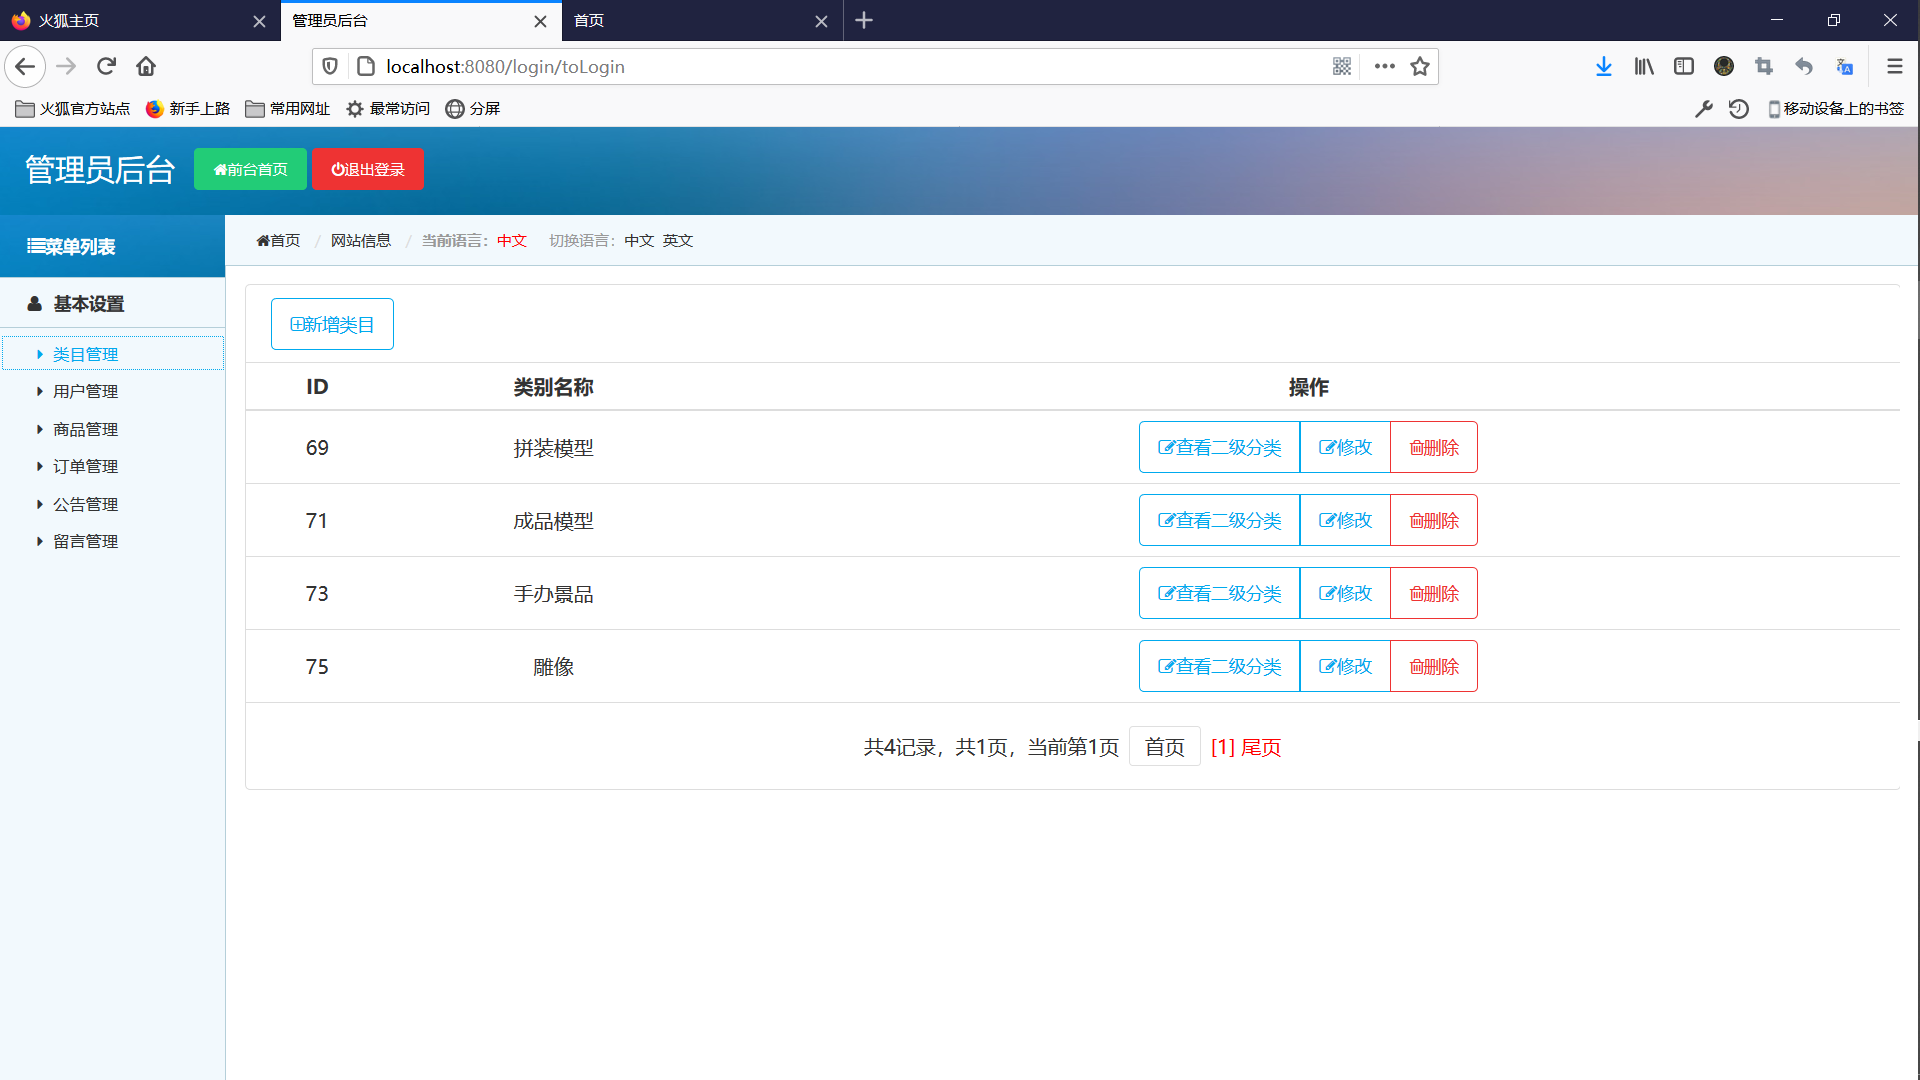 火狐主页
管理员后台
首页
localhost:8080/login/toLogin
火狐官方站点 新手上路 常用网址 最常访问 分屏 移动设备上的书签
管理员后台 前台首页 退出登录
菜单列表
首页 / 网站信息 / 当前语言：中文 切换语言：中文 英文
基本设置
类目管理
用户管理
商品管理
订单管理
公告管理
留言管理
新增类目
ID 类别名称 操作
69 拼装模型 查看二级分类 修改 删除
71 成品模型 查看二级分类 修改 删除
73 手办景品 查看二级分类 修改 删除
75 雕像 查看二级分类 修改 删除
共4记录，共1页，当前第1页 首页 [1] 尾页